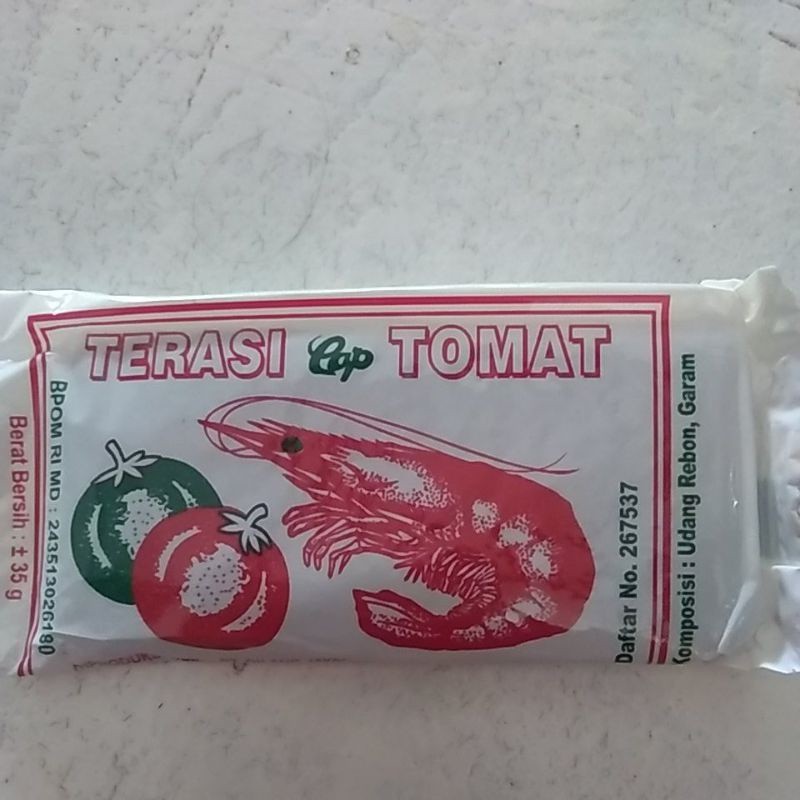 TERASI Cap TOMAT
BPOM RI MD : 243513026180
Berat Bersih : ± 35 g
Daftar No. 267537
Komposisi : Udang Rebon, Garam